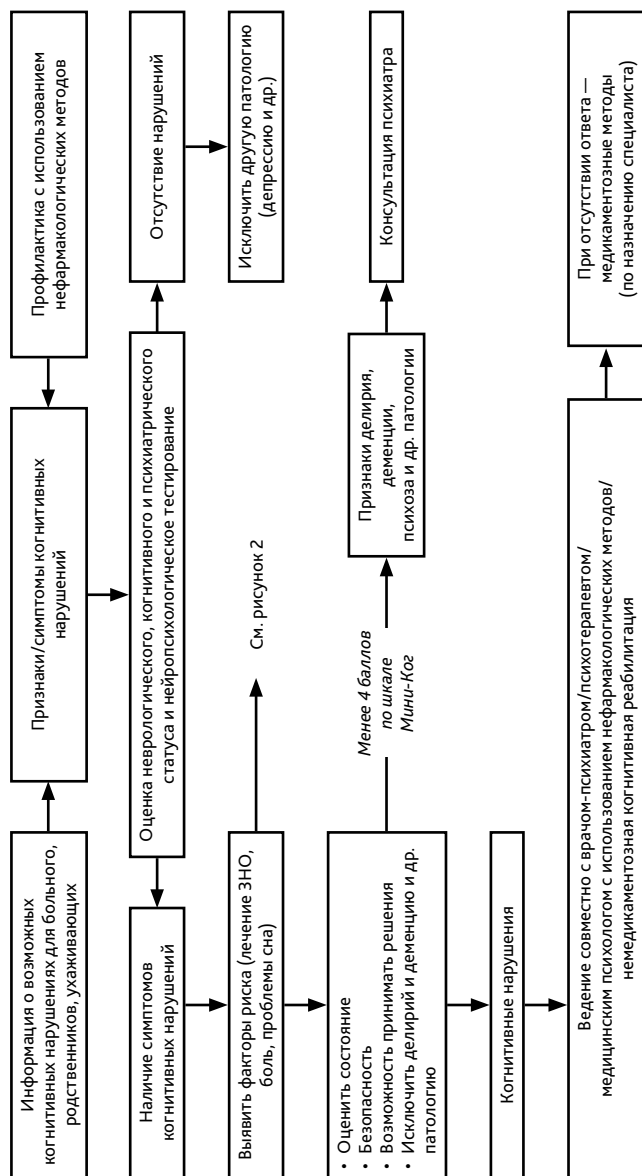 Информация о возможных
когнитивных нарушениях для больного,
родственников, ухаживающих
Признаки/симптомы когнитивных
нарушений
Профилактика с использованием
нефармакологических методов
Оценка неврологического, когнитивного и психиатрического
статуса и нейропсихологическое тестирование
Наличие симптомов
когнитивных нарушений
Отсутствие нарушений
Выявить факторы риска (лечение ЗНО,
боль, проблемы сна)
См. рисунок 2
Исключить другую патологию
(депрессию и др.)
• Оценить состояние
• Безопасность
• Возможность принимать решения
• Исключить делирий и деменцию и др.
патологию
Менее 4 баллов
по шкале
Мини-Ког
Признаки делирия,
деменции,
психоза и др. патологии
Консультация психиатра
Когнитивные нарушения
Ведение совместно с врачом-психиатром/психотерапевтом/
медицинским психологом с использованием нефармакологических методов/
немедикаментозная когнитивная реабилитация
При отсутствии ответа —
медикаментозные методы
(по назначению специалиста)